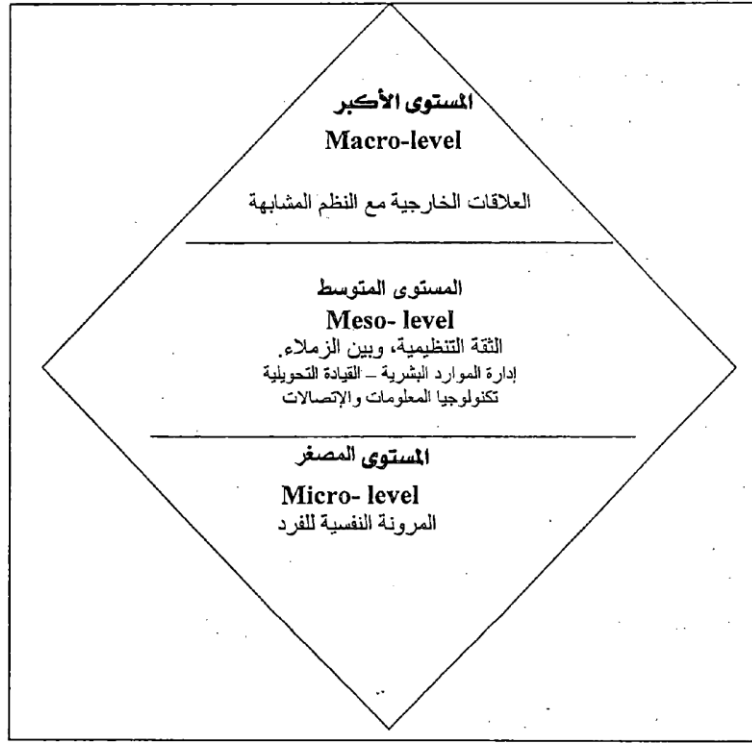 المستوى الأكبر
Macro-level
العلاقات الخارجية مع النظم المشابهة
المستوى المتوسط
Meso- level
الثقة التنظيمية، وبين الزملاء.
إدارة الموارد البشرية – القيادة التحويلية
تكنولوجيا المعلومات والإتصالات
المستوى المصغر
Micro- level
المرونة النفسية للفرد